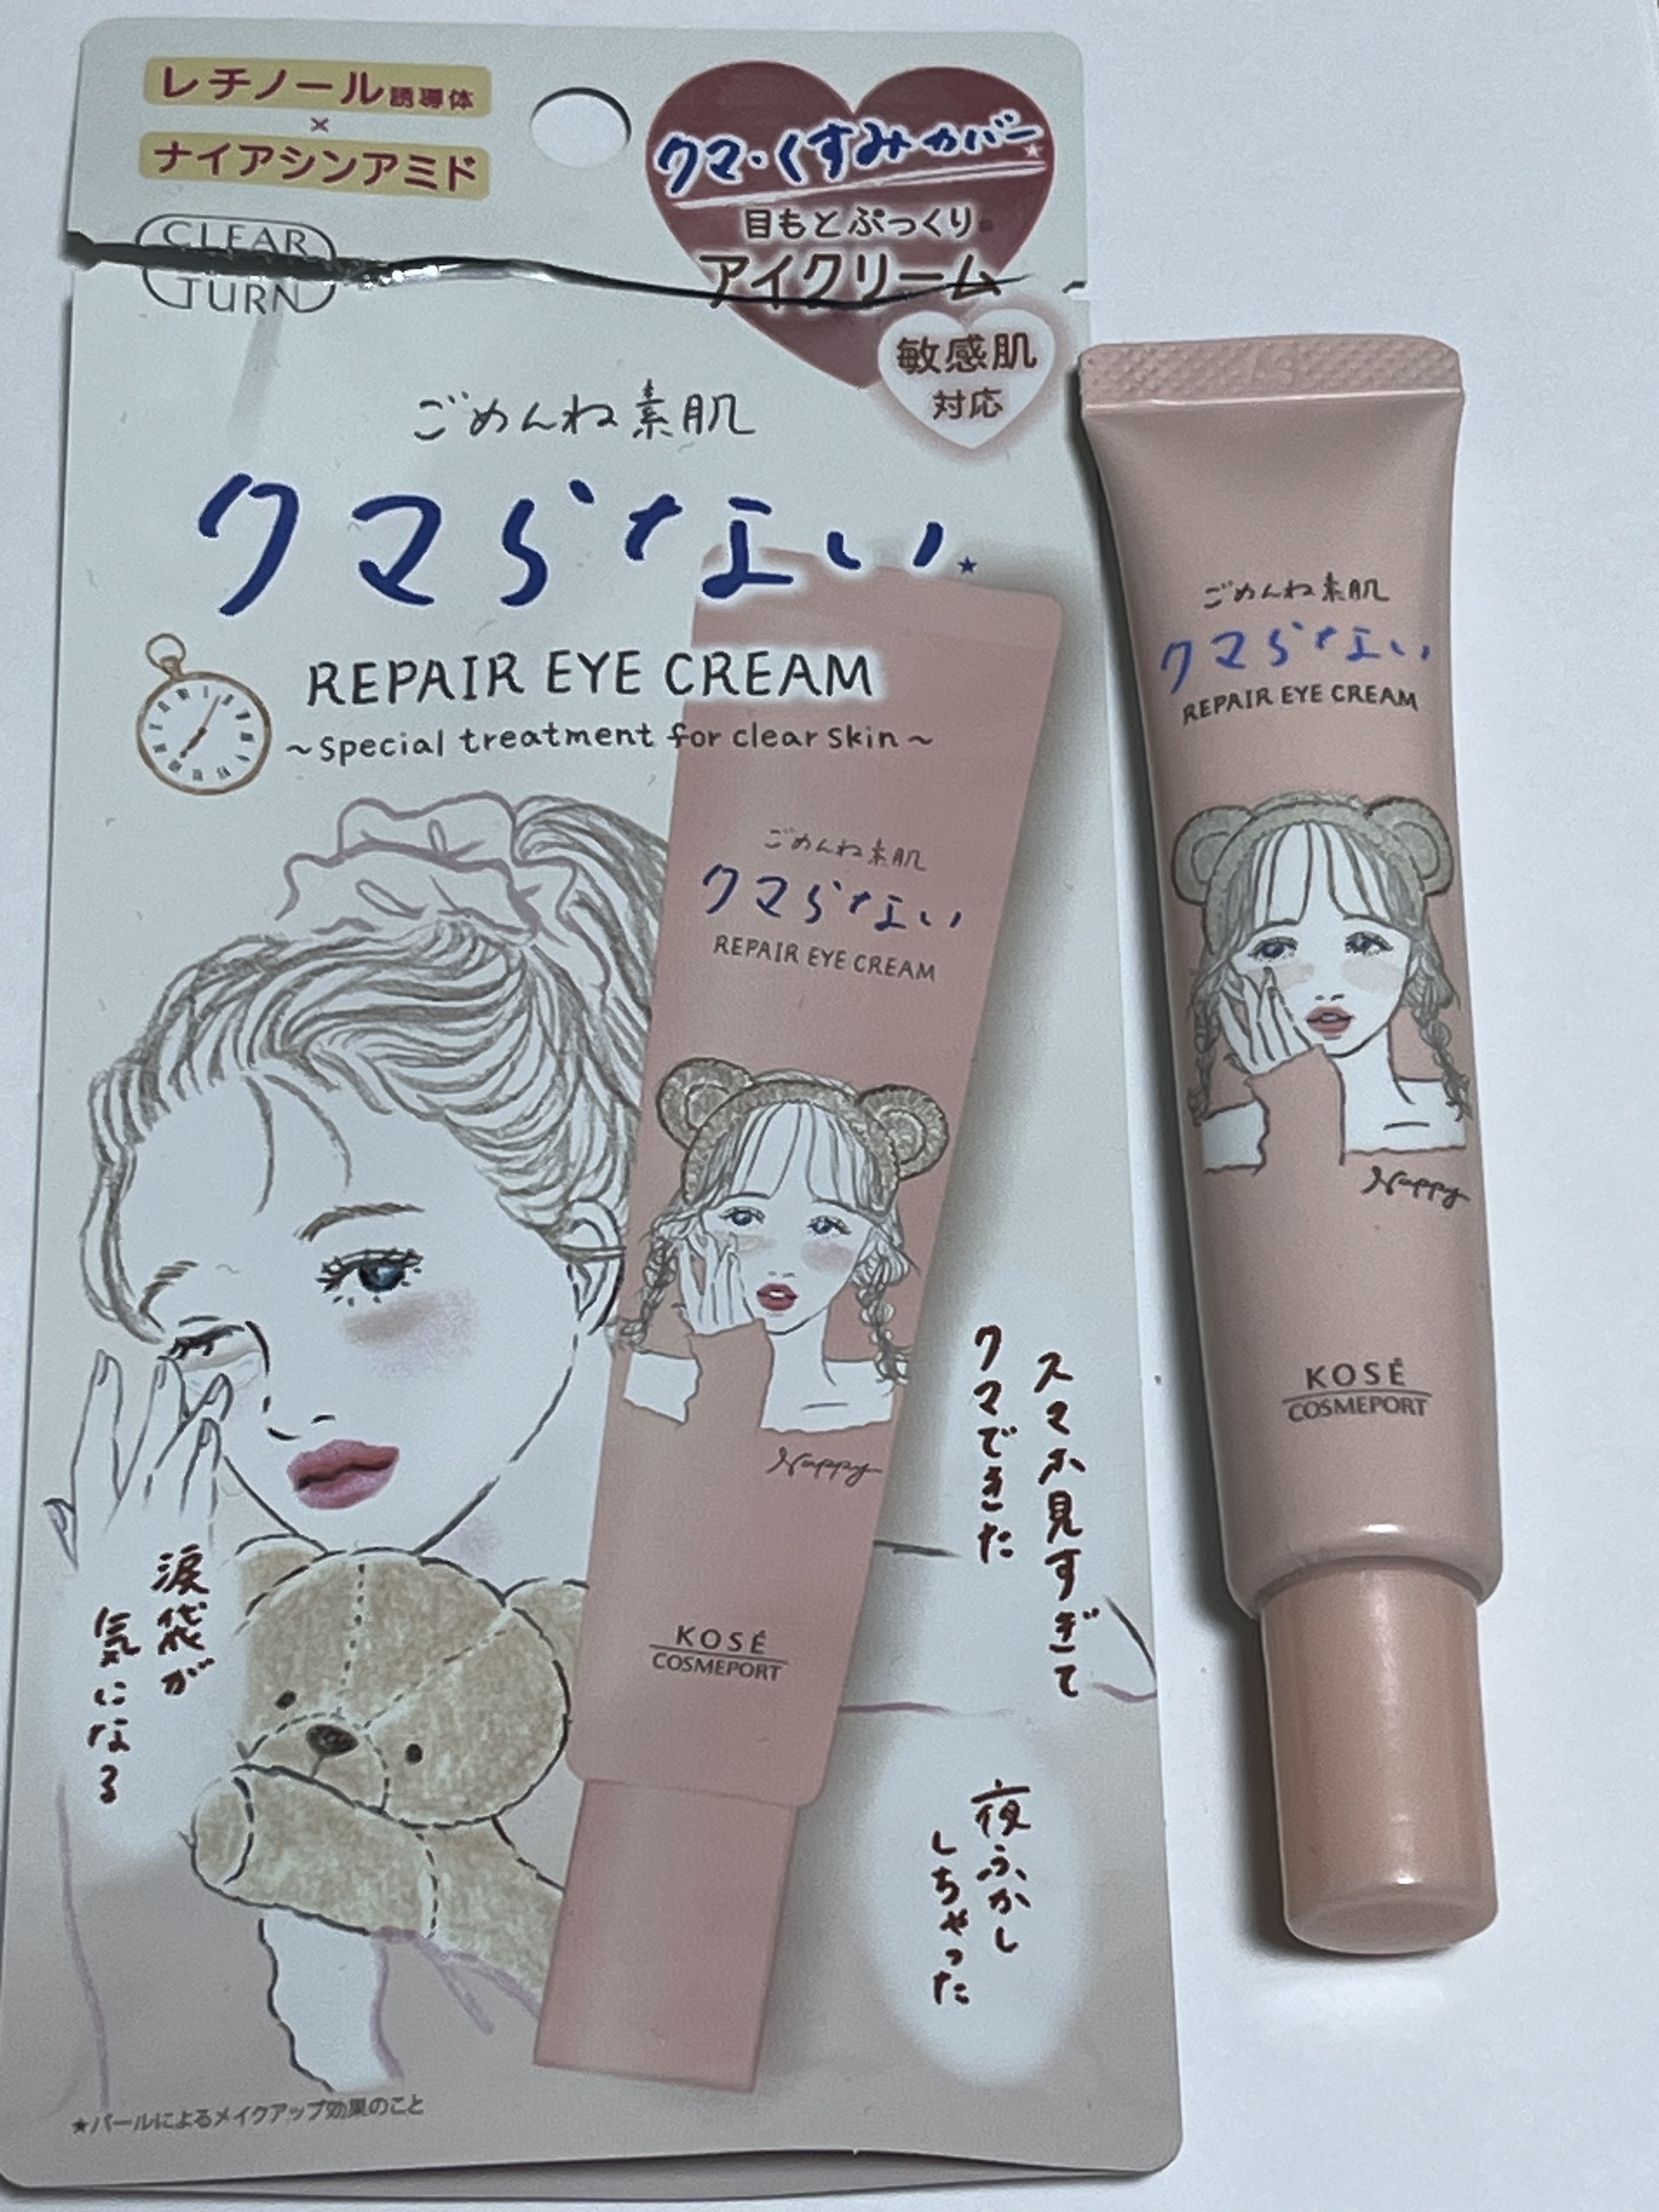 レチノール誘導体
×
ナイアシンアミド
CLEAR
TURN
クマ・くすみカバー★
目もとぷっくり
アイクリーム
敏感肌
対応
ごめんね素肌
クマらない★
REPAIR EYE CREAM
~special treatment for clear skin~
ごめんね素肌
クマらない
REPAIR EYE CREAM
Nappy
KOSÉ
COSMEPORT
スマホ見すぎて
クマできた
涙袋が
気になる
夜ふかし
しちゃった
★パールによるメイクアップ効果のこと
ごめんね素肌
クマらない
REPAIR EYE CREAM
Nappy
KOSÉ
COSMEPORT